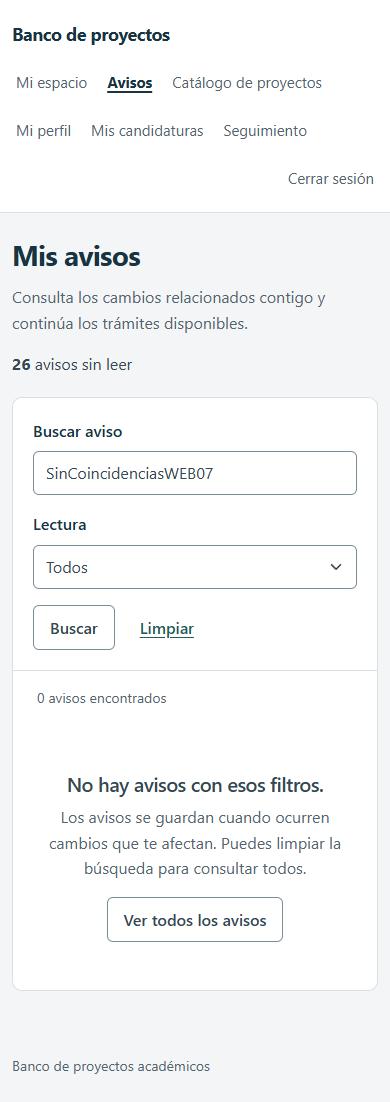 Banco de proyectos
Mi espacio Avisos Catálogo de proyectos
Mi perfil Mis candidaturas Seguimiento
Cerrar sesión
Mis avisos
Consulta los cambios relacionados contigo y
continúa los trámites disponibles.
26 avisos sin leer
Buscar aviso
SinCoincidenciasWEB07
Lectura
Todos
Buscar Limpiar
0 avisos encontrados
No hay avisos con esos filtros.
Los avisos se guardan cuando ocurren
cambios que te afectan. Puedes limpiar la
búsqueda para consultar todos.
Ver todos los avisos
Banco de proyectos académicos